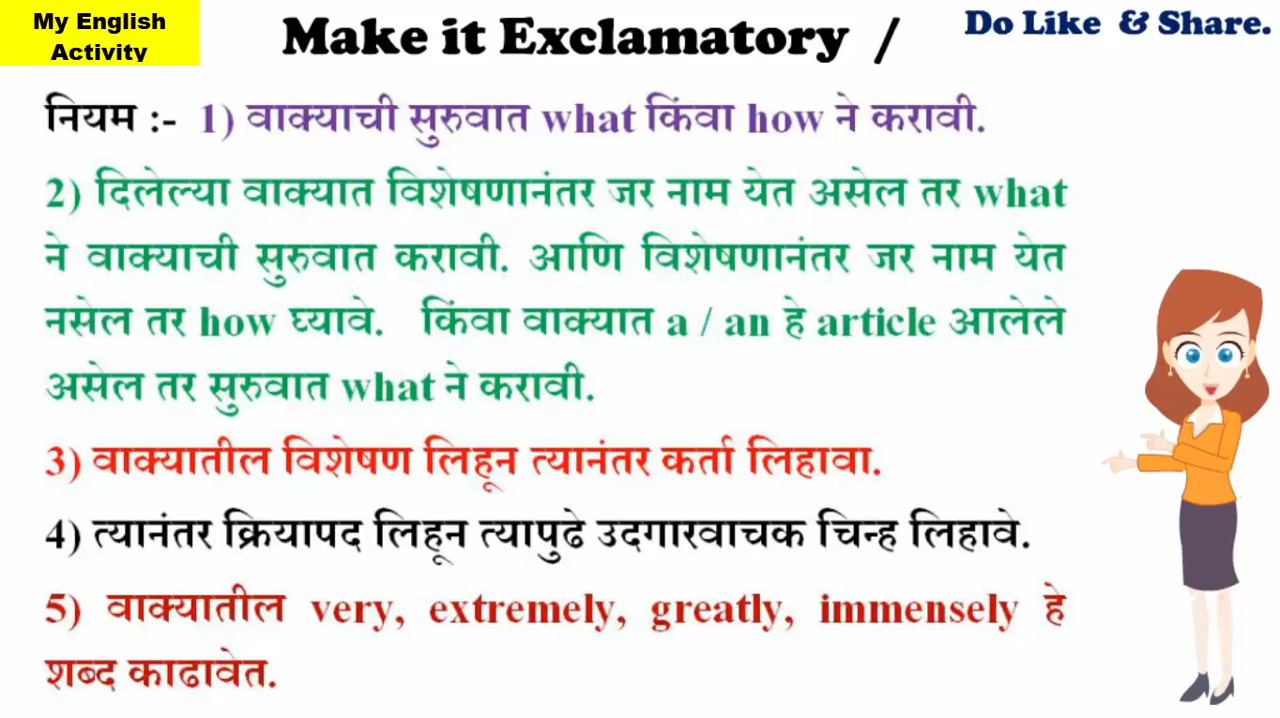 My English
Activity
Make it Exclamatory /
Do Like & Share.
नियम :- 1) वाक्याची सुरुवात what किंवा how ने करावी.
2) दिलेल्या वाक्यात विशेषणानंतर जर नाम येत असेल तर what
ने वाक्याची सुरुवात करावी. आणि विशेषणानंतर जर नाम येत
नसेल तर how घ्यावे. किंवा वाक्यात a / an हे article आलेले
असेल तर सुरुवात what ने करावी.
3) वाक्यातील विशेषण लिहून त्यानंतर कर्ता लिहावा.
4) त्यानंतर क्रियापद लिहून त्यापुढे उदगारवाचक चिन्ह लिहावे.
5) वाक्यातील very, extremely, greatly, immensely हे
शब्द काढावेत.